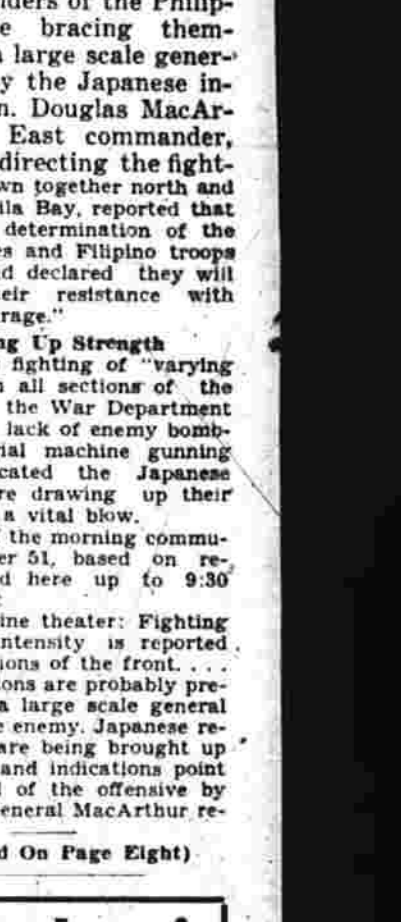 ders of the Philip-
e bracing them-
large scale gener-
y the Japanese in-
n. Douglas MacAr-
East commander,
directing the fight-
wn together north and
ila Bay, reported that
determination of the
s and Filipino troops
d declared they will
eir resistance with
rage."
ng Up Strength
fighting of "varying
all sections of the
the War Department
lack of enemy bomb-
ial machine gunning
cated the Japanese
re drawing up their
a vital blow.
the morning commu-
er 51, based on re-
d here up to 9:30
ine theater: Fighting
ntensity is reported
ions of the front. . . .
ons are probably pre-
a large scale general
e enemy. Japanese re-
are being brought up
and indications point
of the offensive by
eneral MacArthur re-
d On Page Eight)